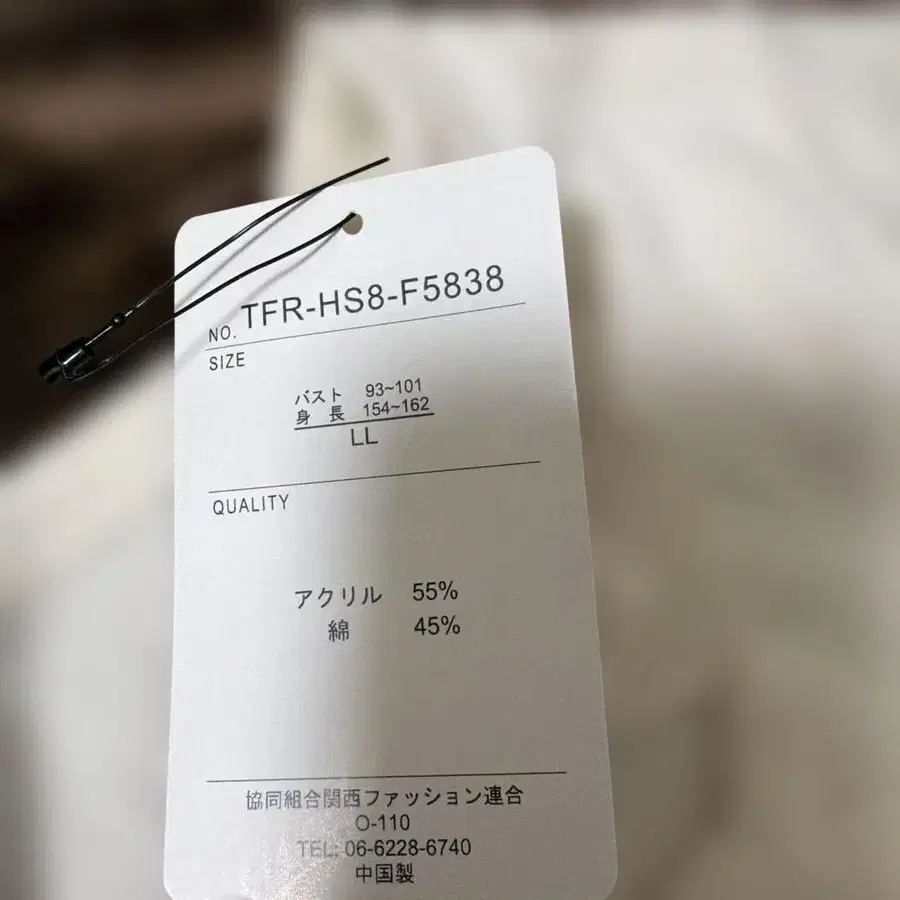 NO. TFR-HS8-F5838
SIZE
バスト 93~101
身 長 154~162
LL
QUALITY
アクリル 55%
綿 45%
協同組合関西ファッション連合
O-110
TEL: 06-6228-6740
中国製